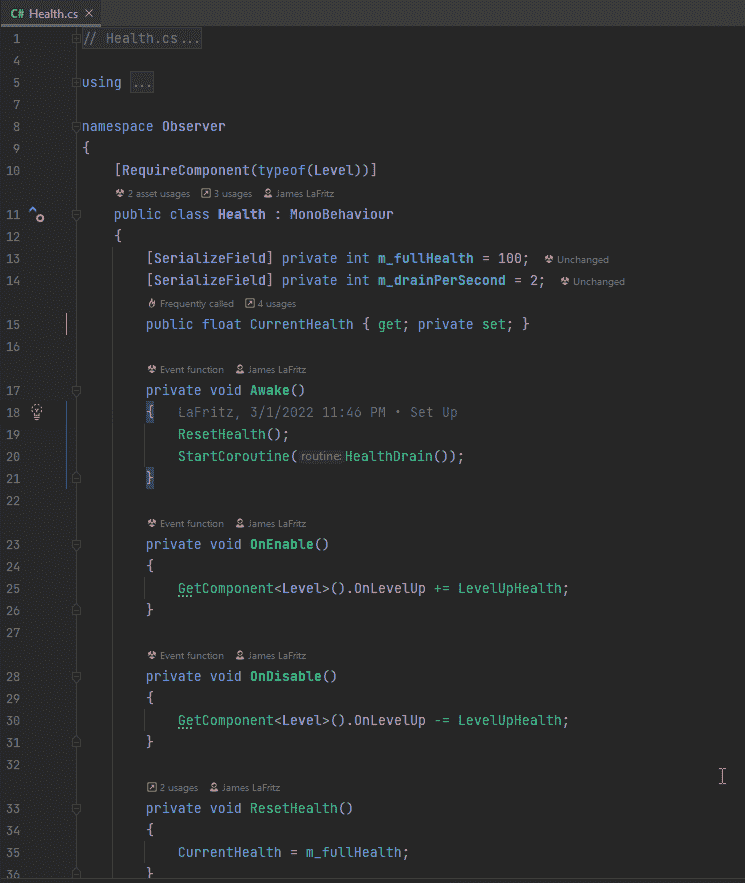 C# Health.cs ×
1 // Health.cs...
4
5 using ...
7
8 namespace Observer
9 {
10 [RequireComponent(typeof(Level))]
2 asset usages 3 usages James LaFritz
11 public class Health : MonoBehaviour
12 {
13 [SerializeField] private int m_fullHealth = 100; Unchanged
14 [SerializeField] private int m_drainPerSecond = 2; Unchanged
Frequently called 4 usages
15 public float CurrentHealth { get; private set; }
16
Event function James LaFritz
17 private void Awake()
18 { LaFritz, 3/1/2022 11:46 PM • Set Up
19 ResetHealth();
20 StartCoroutine(routine:HealthDrain());
21 }
22
Event function James LaFritz
23 private void OnEnable()
24 {
25 GetComponent<Level>().OnLevelUp += LevelUpHealth;
26 }
27
Event function James LaFritz
28 private void OnDisable()
29 {
30 GetComponent<Level>().OnLevelUp -= LevelUpHealth;
31 }
32
2 usages James LaFritz
33 private void ResetHealth()
34 {
35 CurrentHealth = m_fullHealth;
36 }